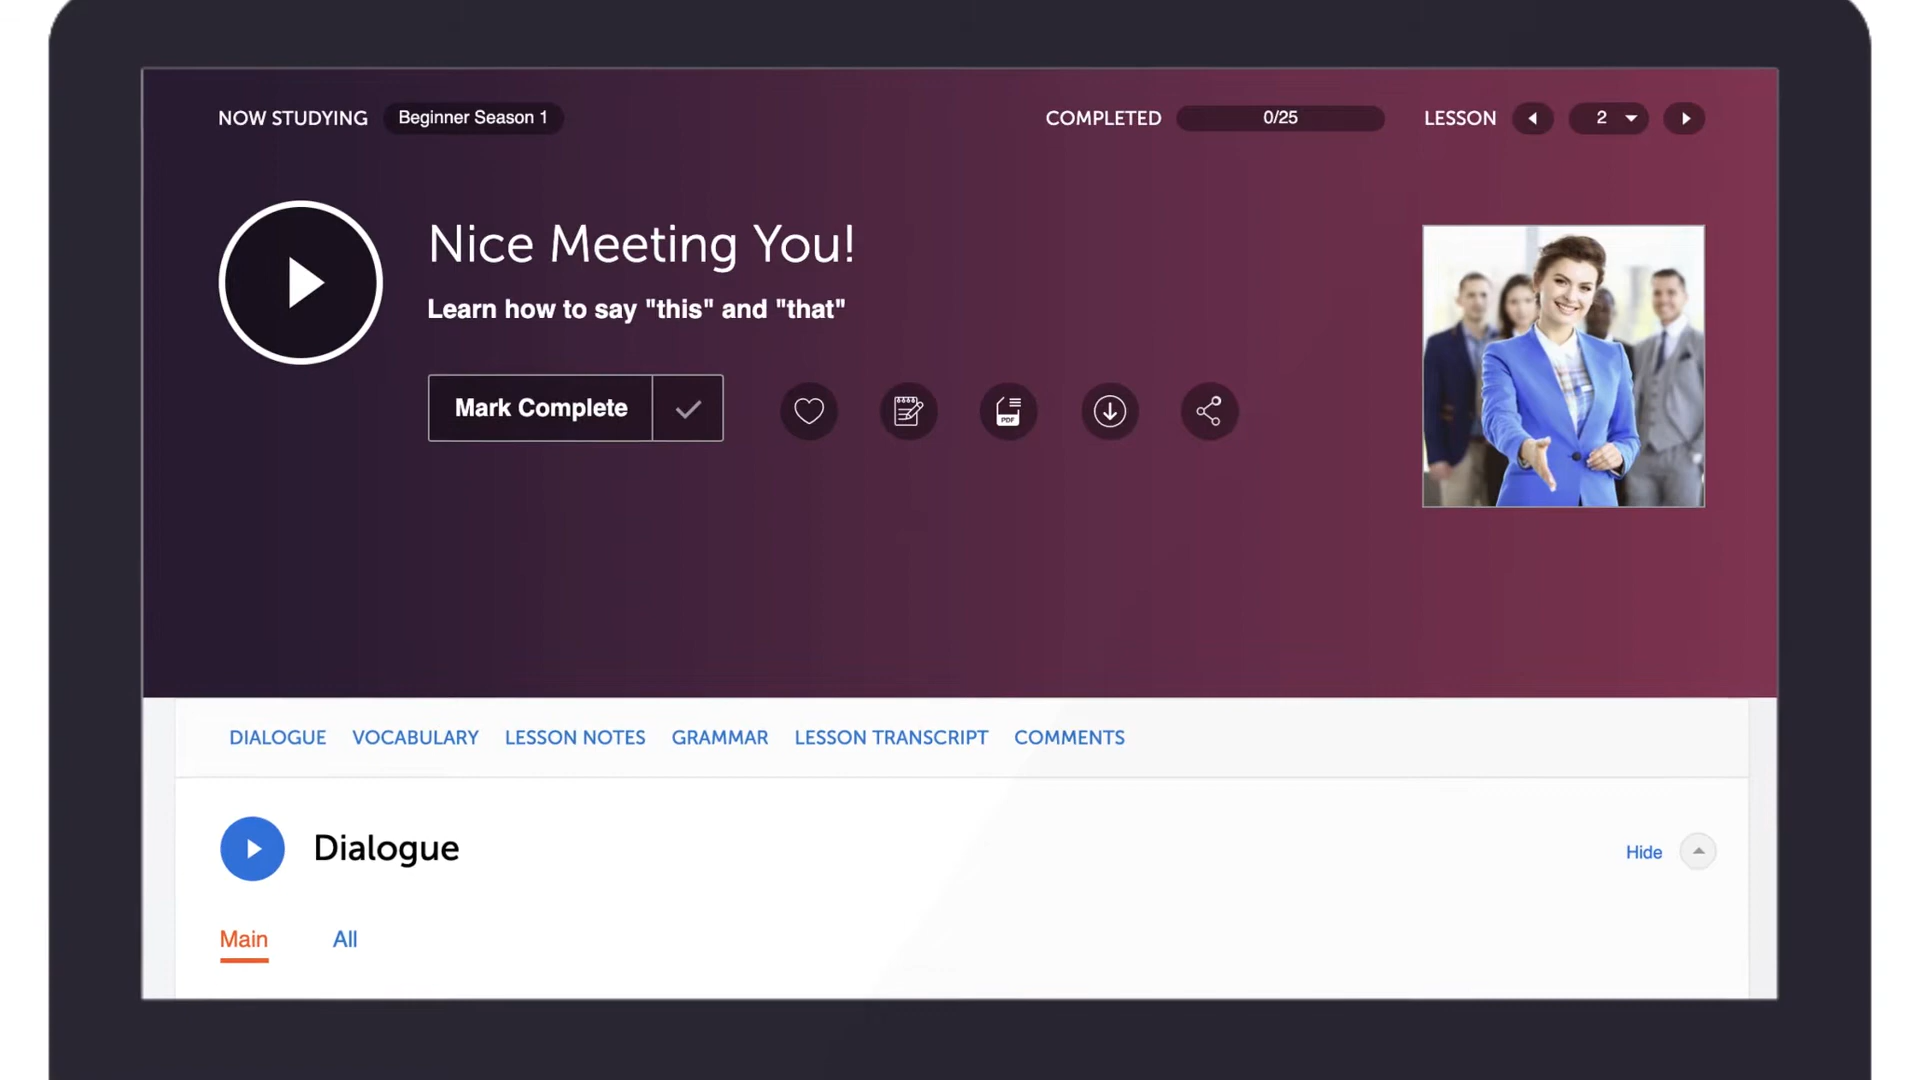 NOW STUDYING Beginner Season 1 COMPLETED 0/25 LESSON 2
Nice Meeting You!
Learn how to say "this" and "that"
Mark Complete
PDF
DIALOGUE VOCABULARY LESSON NOTES GRAMMAR LESSON TRANSCRIPT COMMENTS
Dialogue
Hide
Main All